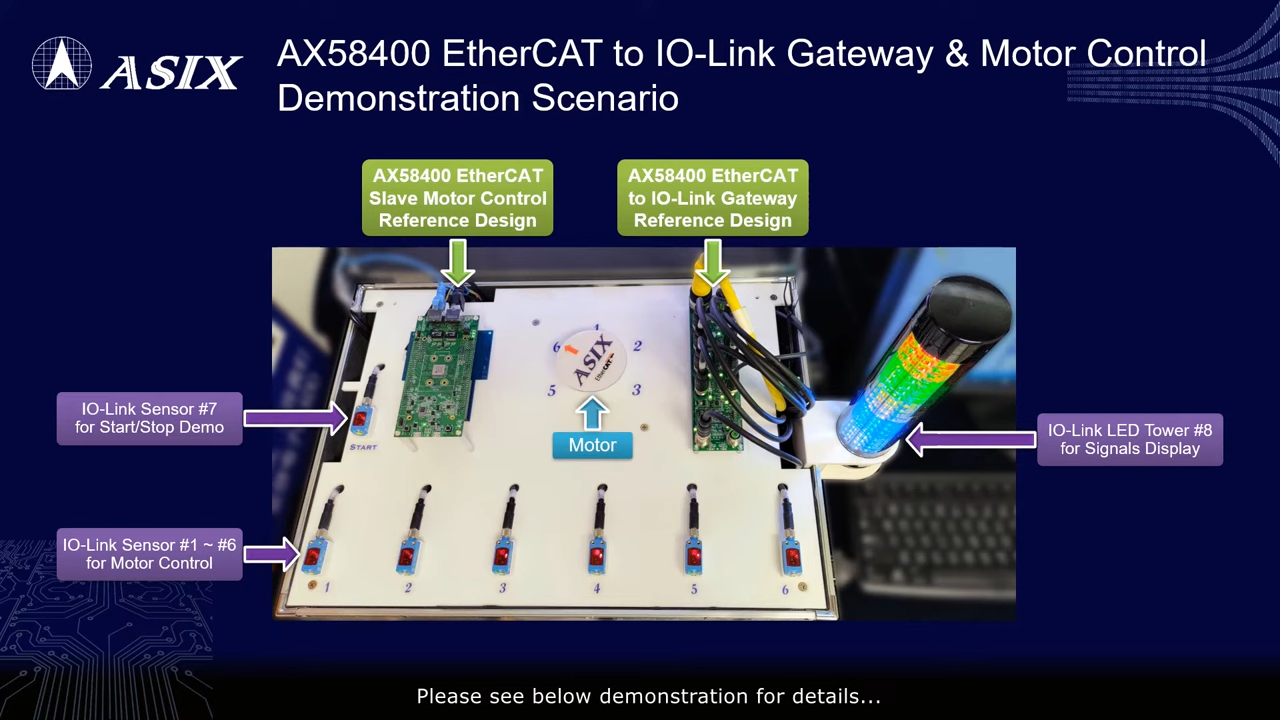 ASIX
AX58400 EtherCAT to IO-Link Gateway & Motor Control
Demonstration Scenario
AX58400 EtherCAT
Slave Motor Control
Reference Design
AX58400 EtherCAT
to IO-Link Gateway
Reference Design
1
6
2
ASIX
EtherCAT
5
3
IO-Link Sensor #7
for Start/Stop Demo
START
Motor
IO-Link LED Tower #8
for Signals Display
IO-Link Sensor #1 ~ #6
for Motor Control
1
2
3
4
5
6
Please see below demonstration for details...